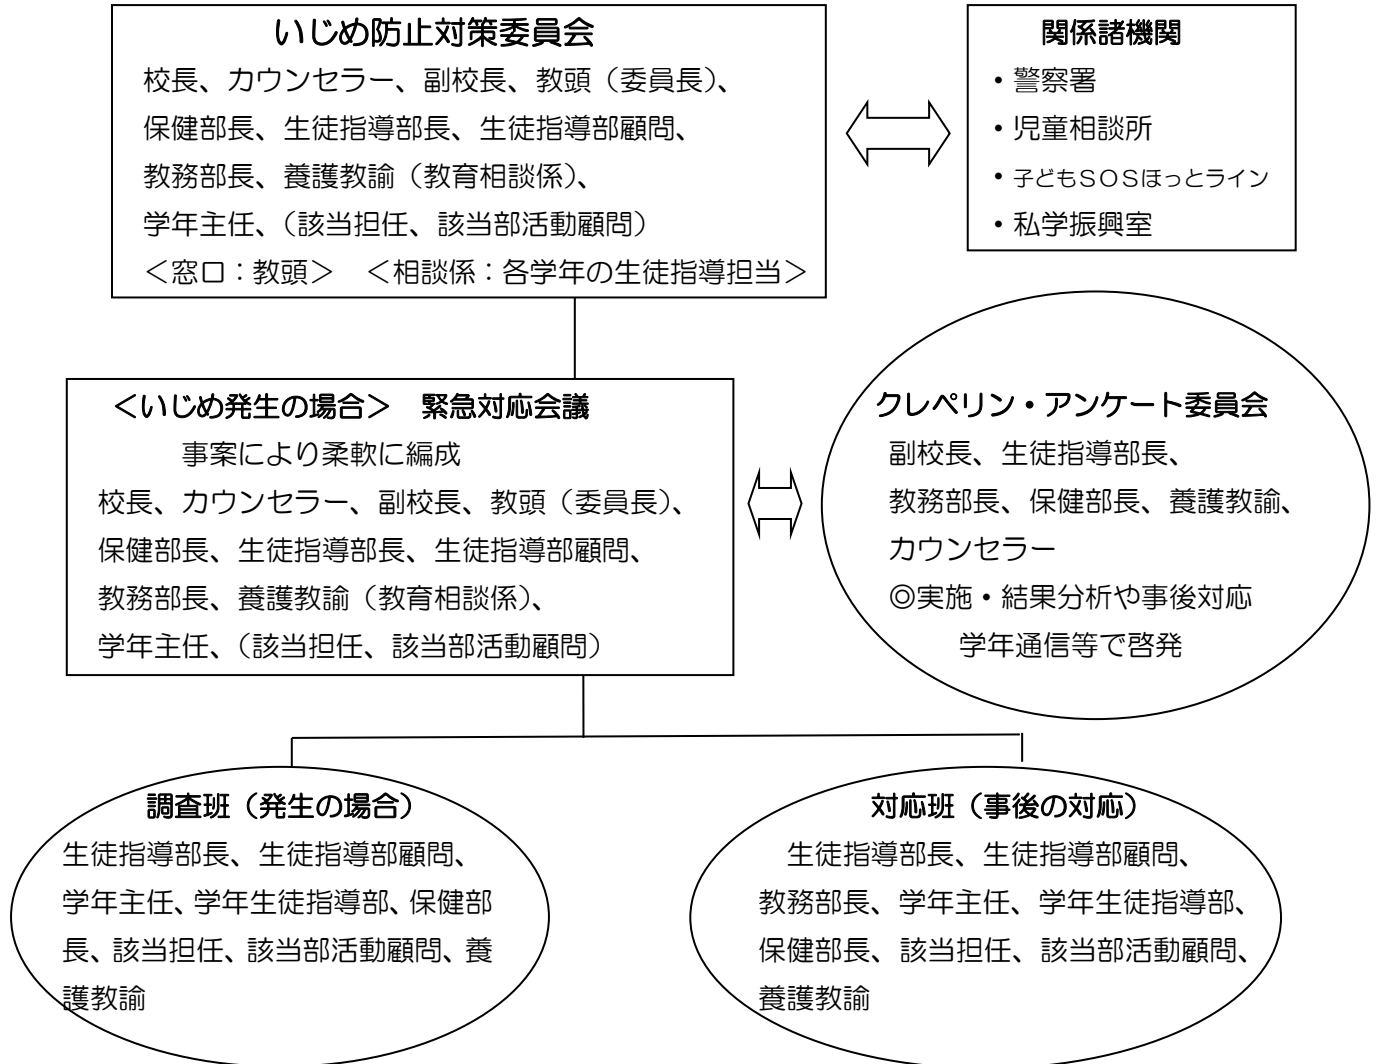 いじめ防止対策委員会
校長、カウンセラー、副校長、教頭（委員長）、
保健部長、生徒指導部長、生徒指導部顧問、
教務部長、養護教諭（教育相談係）、
学年主任、（該当担任、該当部活動顧問）
＜窓口：教頭＞　＜相談係：各学年の生徒指導担当＞
関係諸機関
・警察署
・児童相談所
・子どもＳＯＳほっとライン
・私学振興室
＜いじめ発生の場合＞　緊急対応会議
事案により柔軟に編成
校長、カウンセラー、副校長、教頭（委員長）、
保健部長、生徒指導部長、生徒指導部顧問、
教務部長、養護教諭（教育相談係）、
学年主任、（該当担任、該当部活動顧問）
クレペリン・アンケート委員会
副校長、生徒指導部長、
教務部長、保健部長、養護教諭、
カウンセラー
◎実施・結果分析や事後対応
学年通信等で啓発
調査班（発生の場合）
生徒指導部長、生徒指導部顧問、
学年主任、学年生徒指導部、保健部
長、該当担任、該当部活動顧問、養
護教諭
対応班（事後の対応）
生徒指導部長、生徒指導部顧問、
教務部長、学年主任、学年生徒指導部、
保健部長、該当担任、該当部活動顧問、
養護教諭